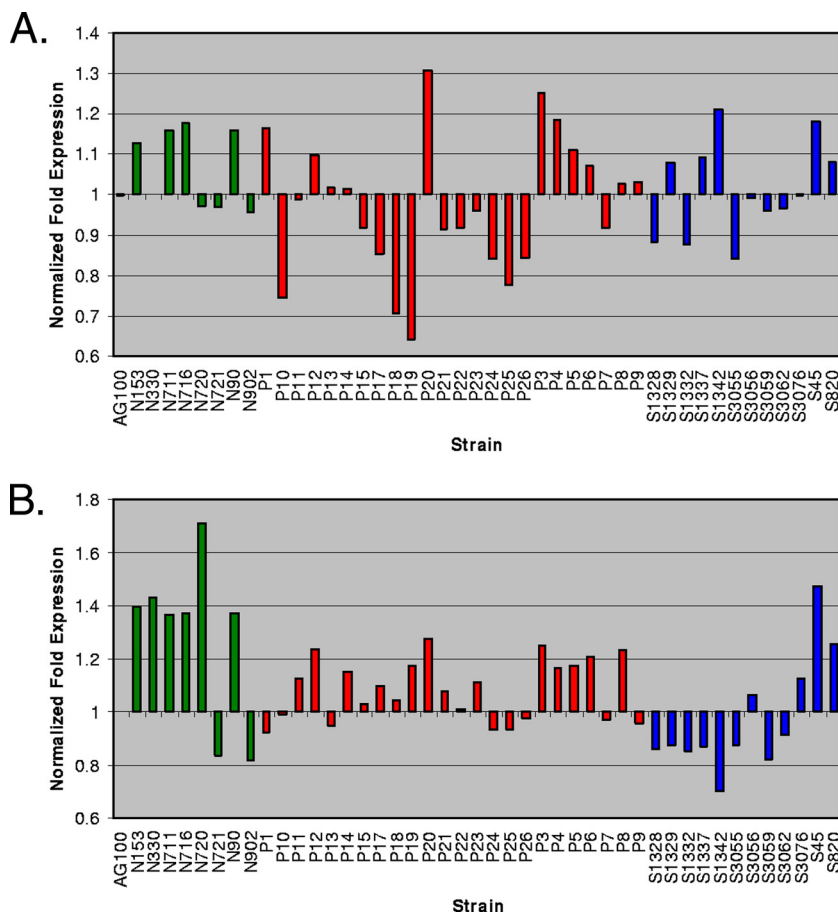 A.
Normalized Fold Expression
1.4
1.3
1.2
1.1
1
0.9
0.8
0.7
0.6
AG100
N153
N330
N711
N716
N720
N721
N90
N902
P1
P10
P11
P12
P13
P14
P15
P17
P18
P19
P20
P21
P22
P23
P24
P25
P26
P3
P4
P5
P6
P7
P8
P9
S1328
S1329
S1332
S1337
S1342
S3055
S3056
S3059
S3062
S3076
S45
S820
Strain
B.
Normalized Fold Expression
1.8
1.6
1.4
1.2
1
0.8
0.6
AG100
N153
N330
N711
N716
N720
N721
N90
N902
P1
P10
P11
P12
P13
P14
P15
P17
P18
P19
P20
P21
P22
P23
P24
P25
P26
P3
P4
P5
P6
P7
P8
P9
S1328
S1329
S1332
S1337
S1342
S3055
S3056
S3059
S3062
S3076
S45
S820
Strain